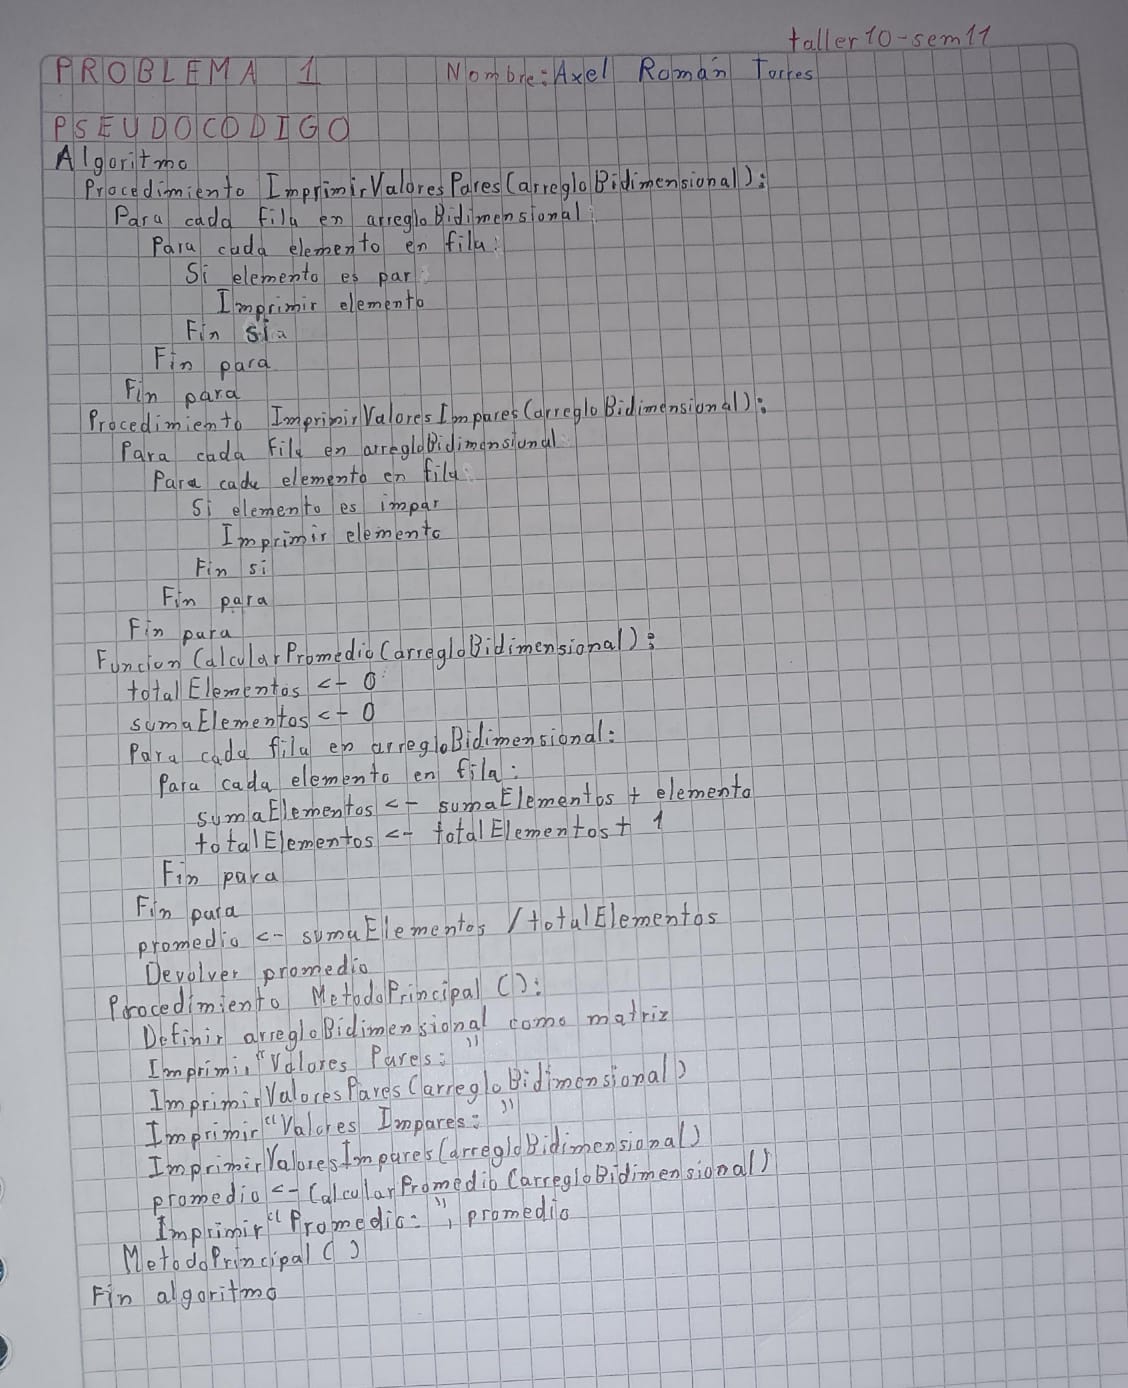 taller10-sem11
PROBLEMA 1 Nombre: Axel Román Torres
PSEUDOCODIGO
Algoritmo
Procedimiento ImprimirValoresPares(arregloBidimensional):
Para cada fila en arregloBidimensional:
Para cada elemento en fila:
Si elemento es par
Imprimir elemento
Fin si
Fin para
Fin para
Procedimiento ImprimirValoresImpares(arregloBidimensional):
Para cada fila en arregloBidimensional:
Para cada elemento en fila:
Si elemento es impar
Imprimir elemento
Fin si
Fin para
Fin para
Funcion CalcularPromedio(arregloBidimensional):
totalElementos <- 0
sumaElementos <- 0
Para cada fila en arregloBidimensional:
Para cada elemento en fila:
sumaElementos <- sumaElementos + elemento
totalElementos <- totalElementos + 1
Fin para
Fin para
promedio <- sumaElementos / totalElementos
Devolver promedio
Procedimiento MetodoPrincipal():
Definir arregloBidimensional como matriz
Imprimir "Valores Pares: "
ImprimirValoresPares(arregloBidimensional)
Imprimir "Valores Impares: "
ImprimirValoresImpares(arregloBidimensional)
promedio <- CalcularPromedio(arregloBidimensional)
Imprimir "Promedio: ", promedio
MetodoPrincipal()
Fin algoritmo